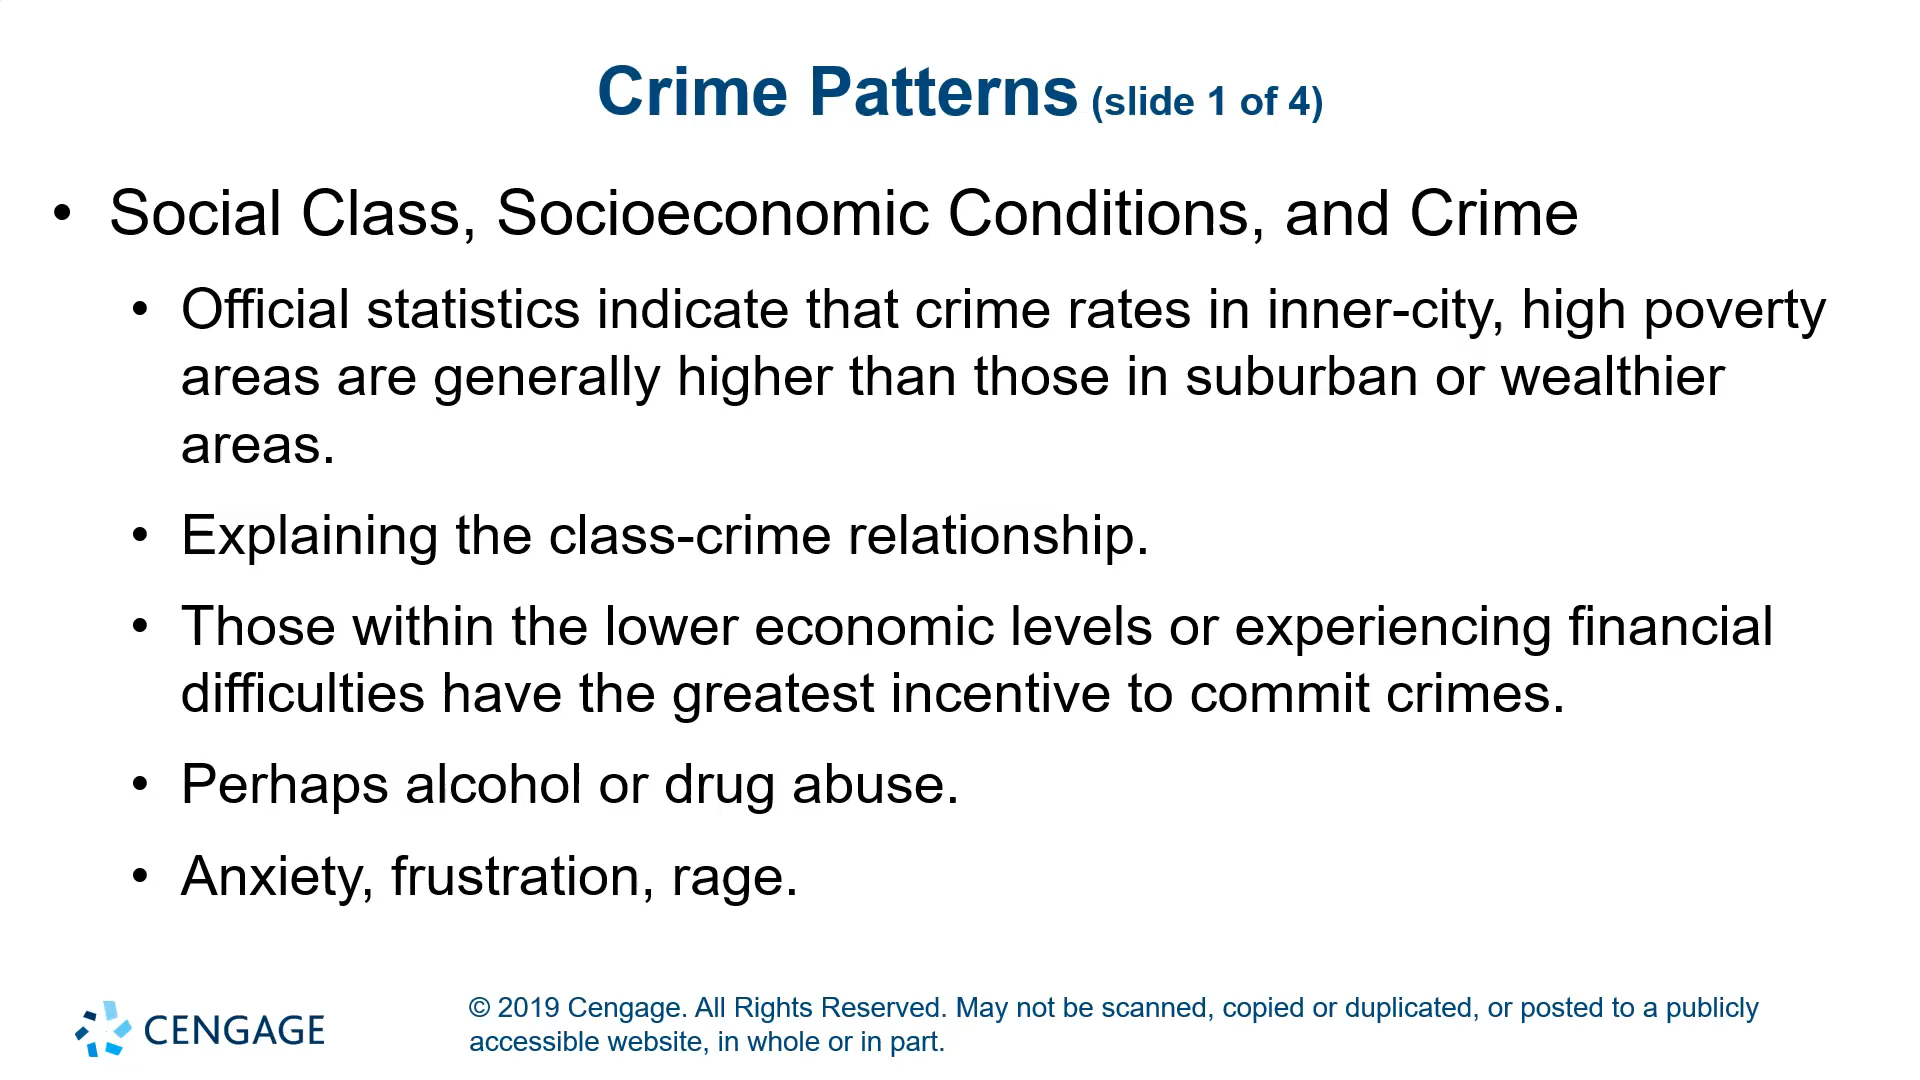 Crime Patterns (slide 1 of 4)
• Social Class, Socioeconomic Conditions, and Crime
• Official statistics indicate that crime rates in inner-city, high poverty
areas are generally higher than those in suburban or wealthier
areas.
• Explaining the class-crime relationship.
• Those within the lower economic levels or experiencing financial
difficulties have the greatest incentive to commit crimes.
• Perhaps alcohol or drug abuse.
• Anxiety, frustration, rage.
CENGAGE
© 2019 Cengage. All Rights Reserved. May not be scanned, copied or duplicated, or posted to a publicly
accessible website, in whole or in part.